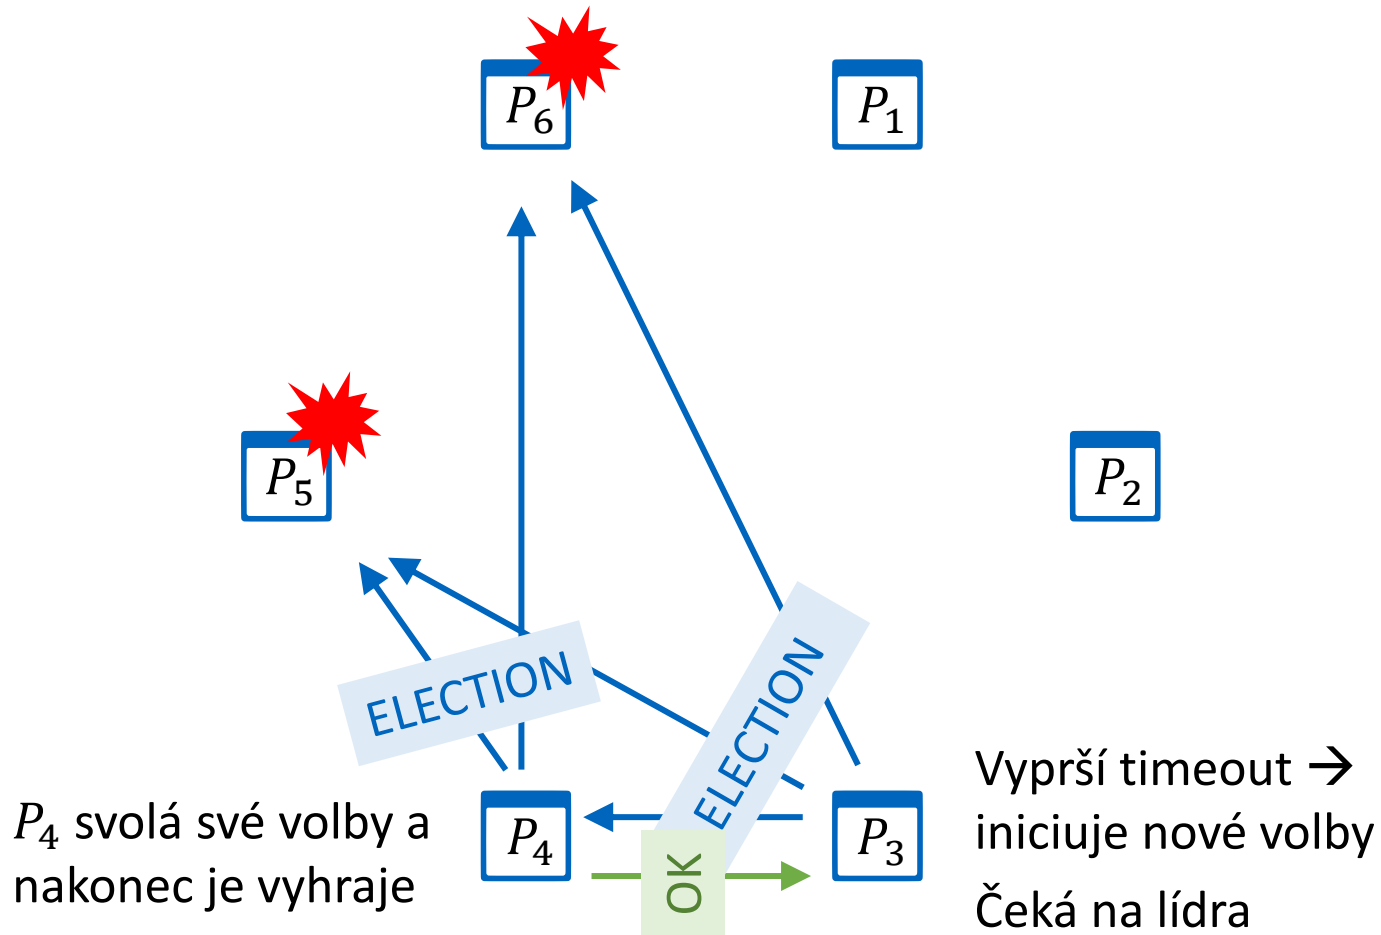 P₆
P₁
P₅
P₂
ELECTION
ELECTION
P₄ svolá své volby a
nakonec je vyhraje
P₄
OK
P₃
Vyprší timeout →
iniciuje nové volby
Čeká na lídra